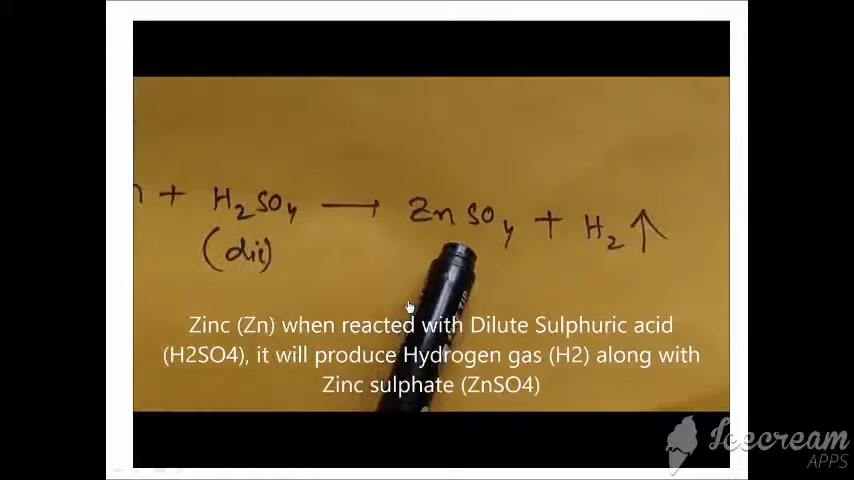 n + H₂SO₄ → ZnSO₄ + H₂↑
(dil)
Zinc (Zn) when reacted with Dilute Sulphuric acid
(H2SO4), it will produce Hydrogen gas (H2) along with
Zinc sulphate (ZnSO4)
Icecream
APPS